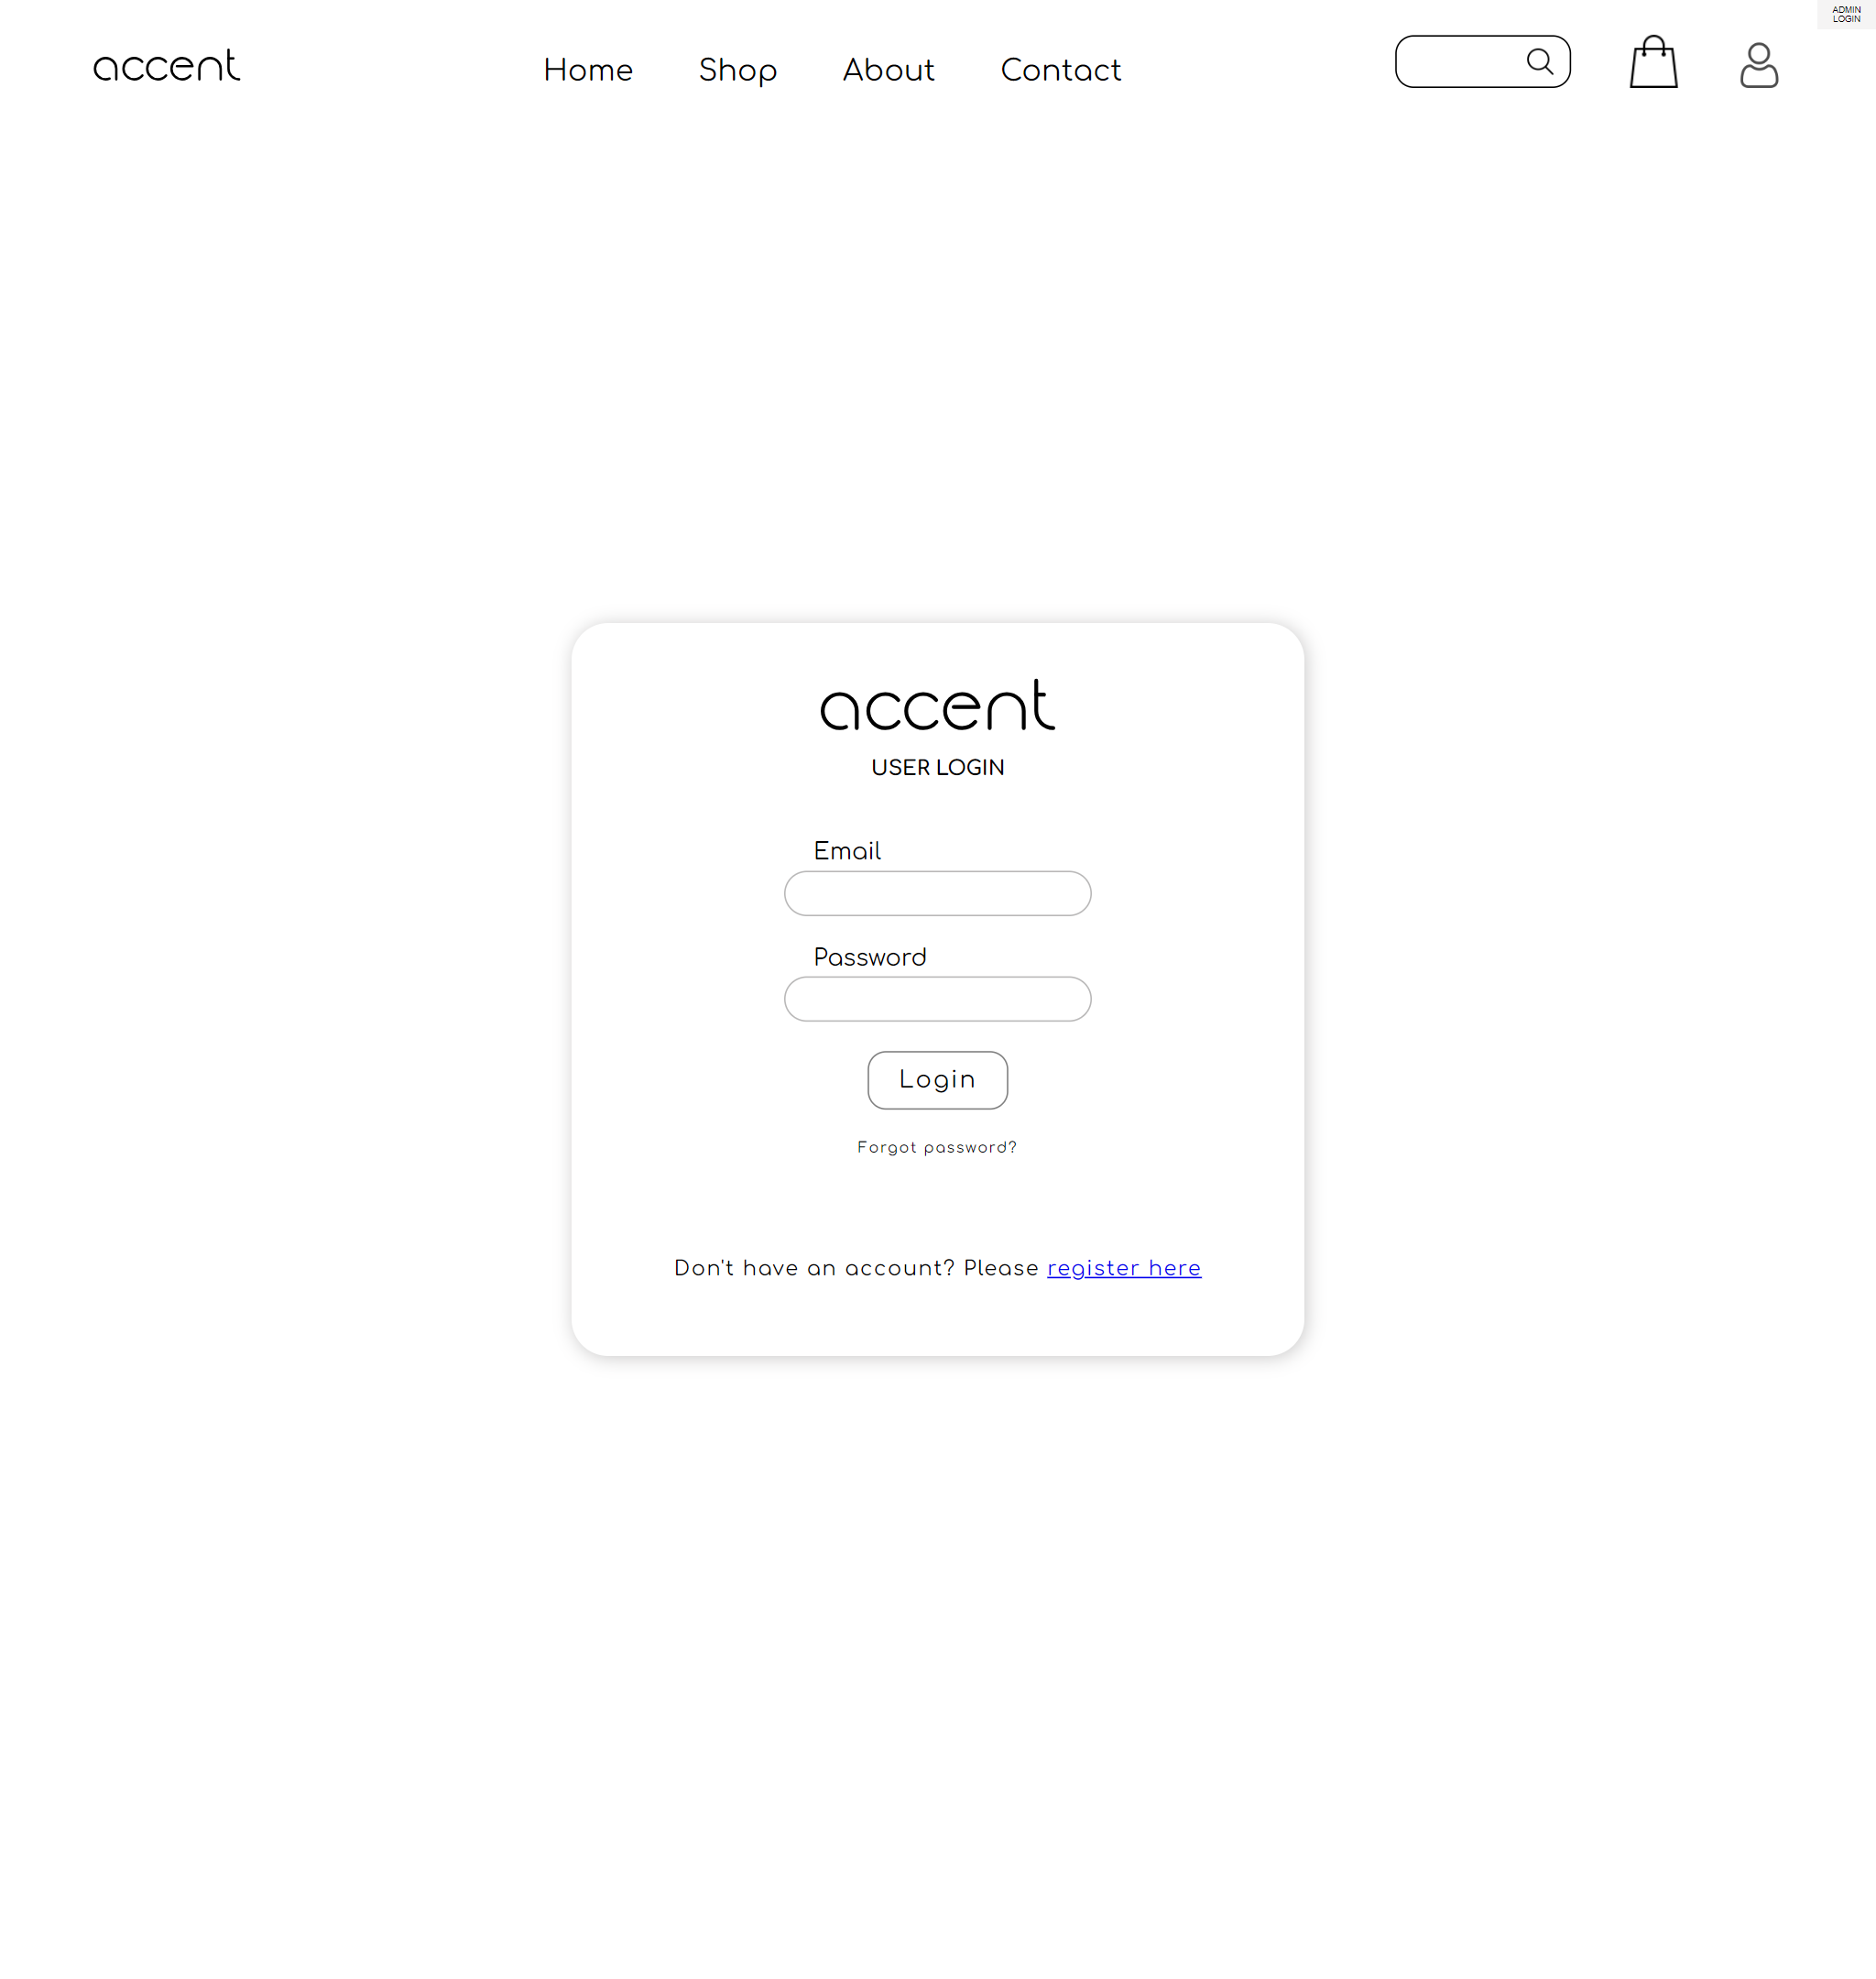 ADMIN
LOGIN
accent
Home
Shop
About
Contact
accent
USER LOGIN
Email
Password
Login
Forgot password?
Don't have an account? Please register here